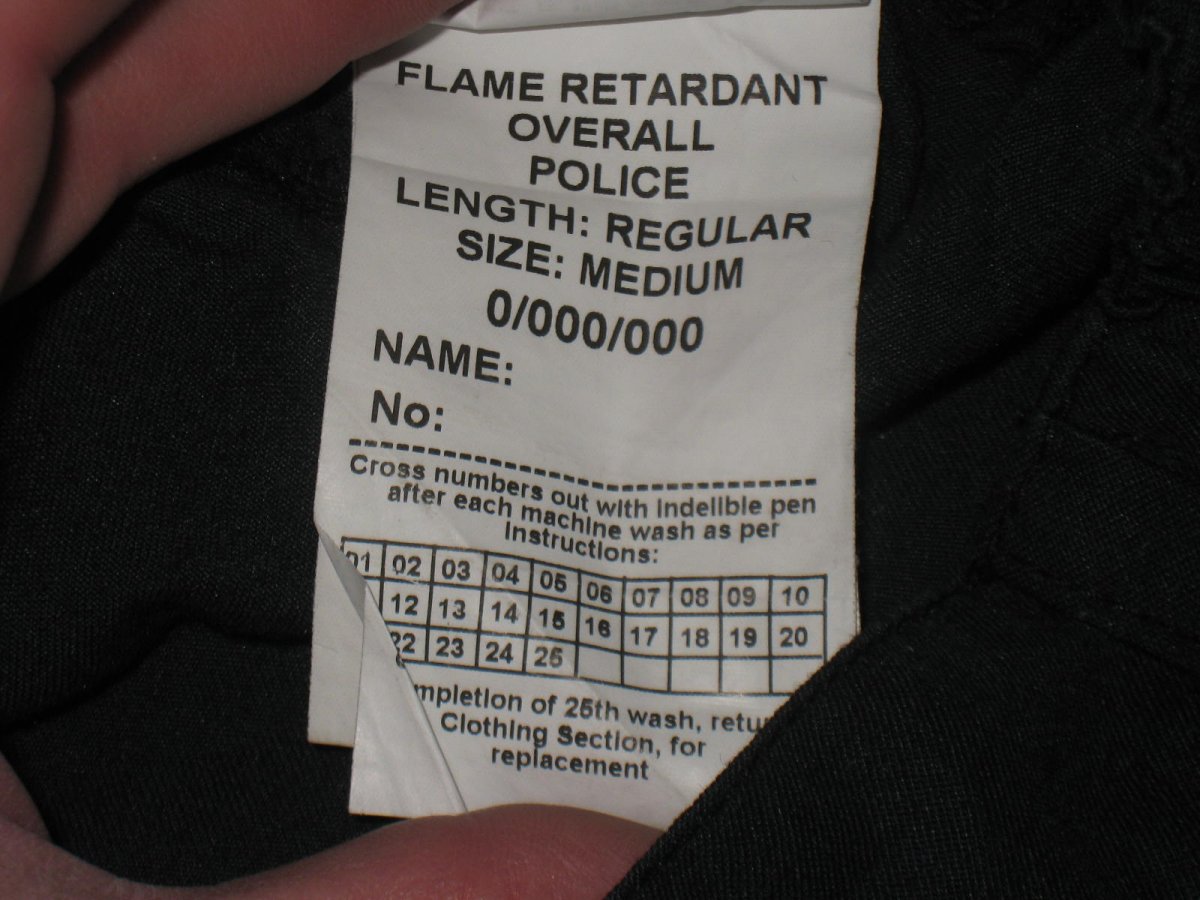 FLAME RETARDANT
OVERALL
POLICE
LENGTH: REGULAR
SIZE: MEDIUM
0/000/000
NAME:
No:
Cross numbers out with indelible pen
after each machine wash as per
instructions:
01 02 03 04 05 06 07 08 09 10
12 13 14 15 16 17 18 19 20
22 23 24 25
mpletion of 25th wash, retu
Clothing Section, for
replacement